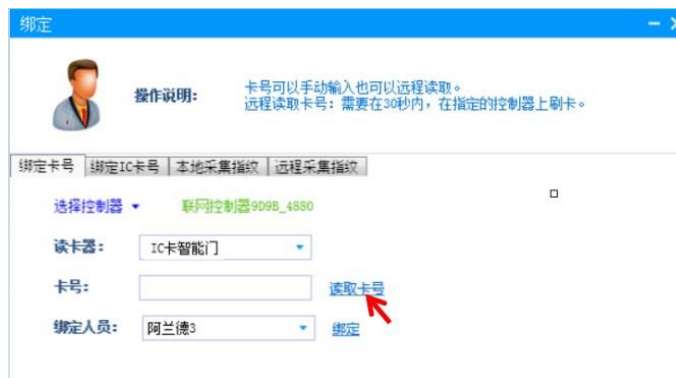 绑定
操作说明：
卡号可以手动输入也可以远程读取。
远程读取卡号：需要在30秒内，在指定的控制器上刷卡。
绑定卡号 绑定IC卡号 本地采集指纹 远程采集指纹
选择控制器 联网控制器9D9B_4880
读卡器： IC卡智能门
卡号： 读取卡号
绑定人员： 阿兰德3 绑定